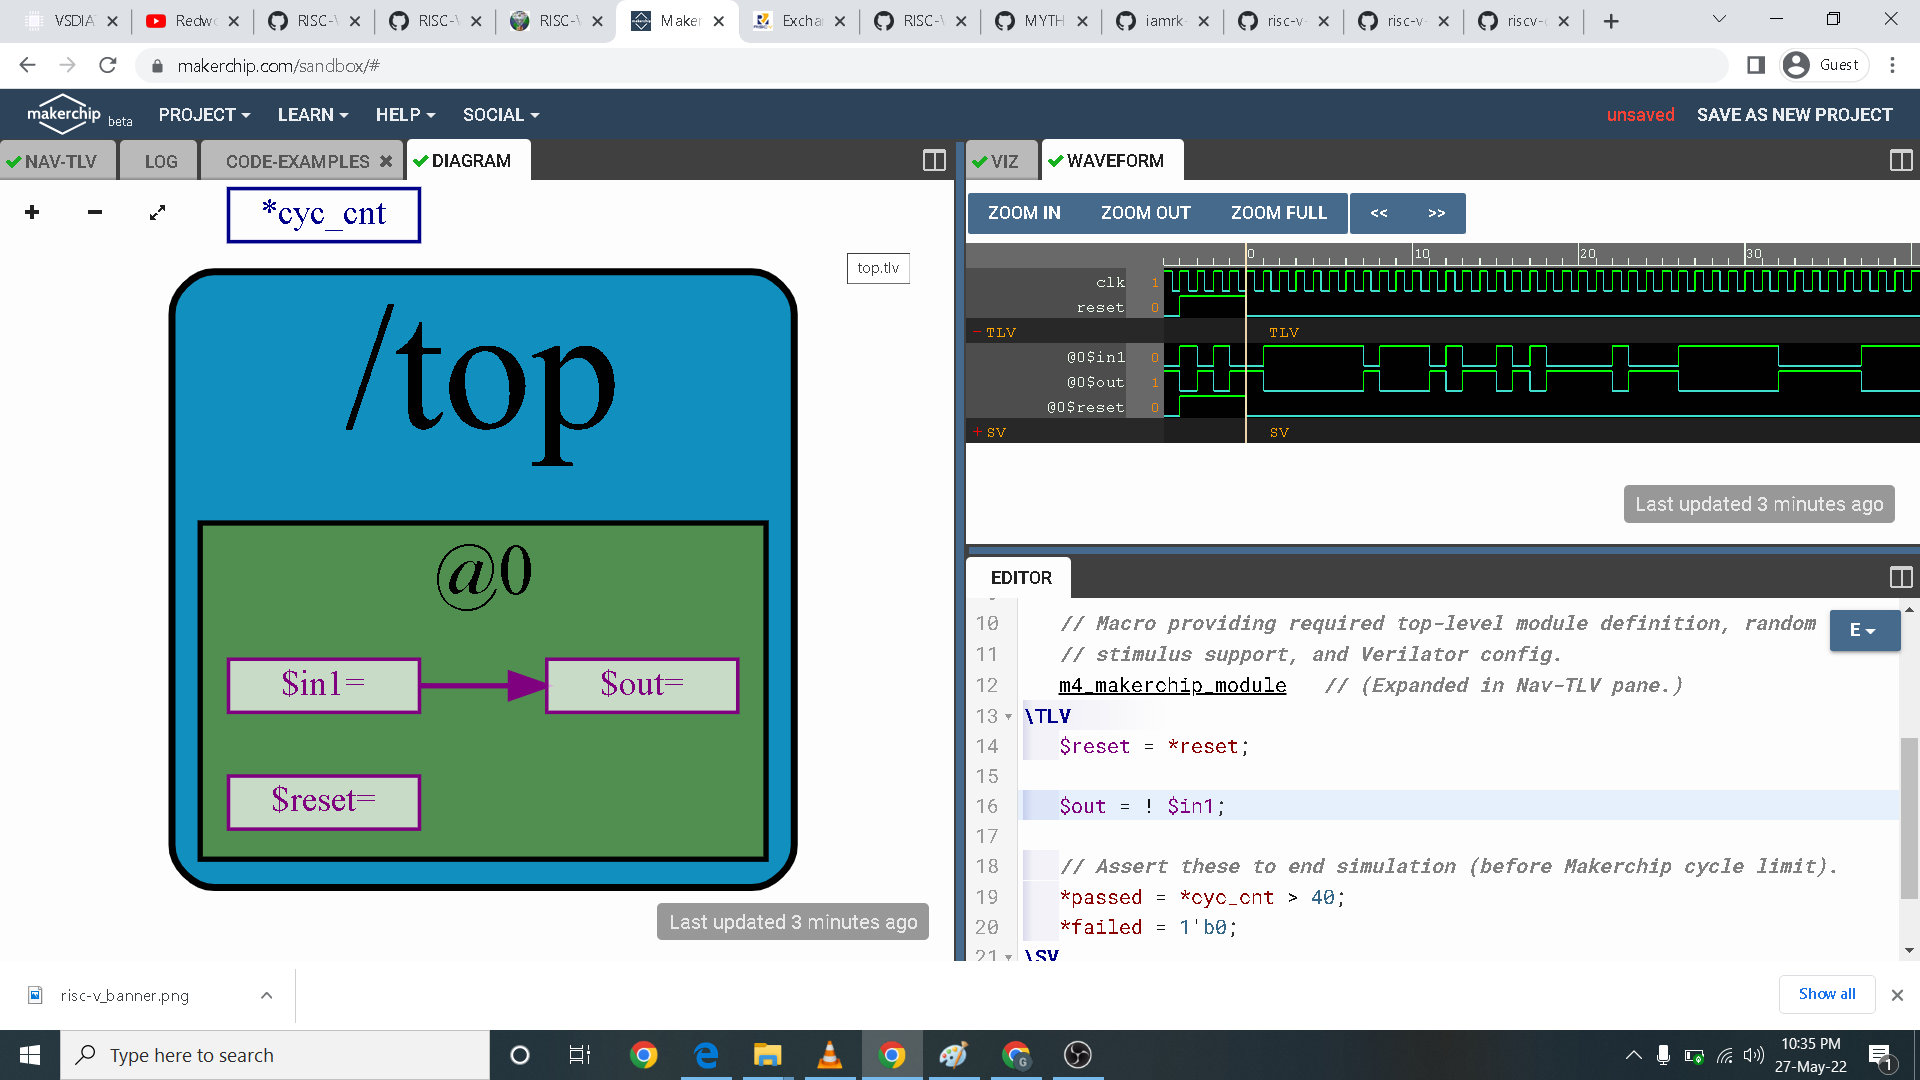 VSDIA
Redwo
RISC-V
RISC-V
RISC-V
Maker
Excha
RISC-V
MYTH
iamrk-
risc-v-
risc-v-
riscv-
makerchip.com/sandbox/#
Guest
makerchip beta
PROJECT
LEARN
HELP
SOCIAL
unsaved
SAVE AS NEW PROJECT
NAV-TLV
LOG
CODE-EXAMPLES
DIAGRAM
*cyc_cnt
top.tlv
/top
@0
$in1=
$out=
$reset=
Last updated 3 minutes ago
VIZ
WAVEFORM
ZOOM IN
ZOOM OUT
ZOOM FULL
<<
>>
0 10 20 30
clk 1
reset 0
- TLV TLV
@0$in1 0
@0$out 1
@0$reset 0
+ SV SV
Last updated 3 minutes ago
EDITOR
E
10 // Macro providing required top-level module definition, random
11 // stimulus support, and Verilator config.
12 m4_makerchip_module // (Expanded in Nav-TLV pane.)
13 \TLV
14 $reset = *reset;
15
16 $out = ! $in1;
17
18 // Assert these to end simulation (before Makerchip cycle limit).
19 *passed = *cyc_cnt > 40;
20 *failed = 1'b0;
21 \SV
risc-v_banner.png
Show all
Type here to search
10:35 PM
27-May-22
1